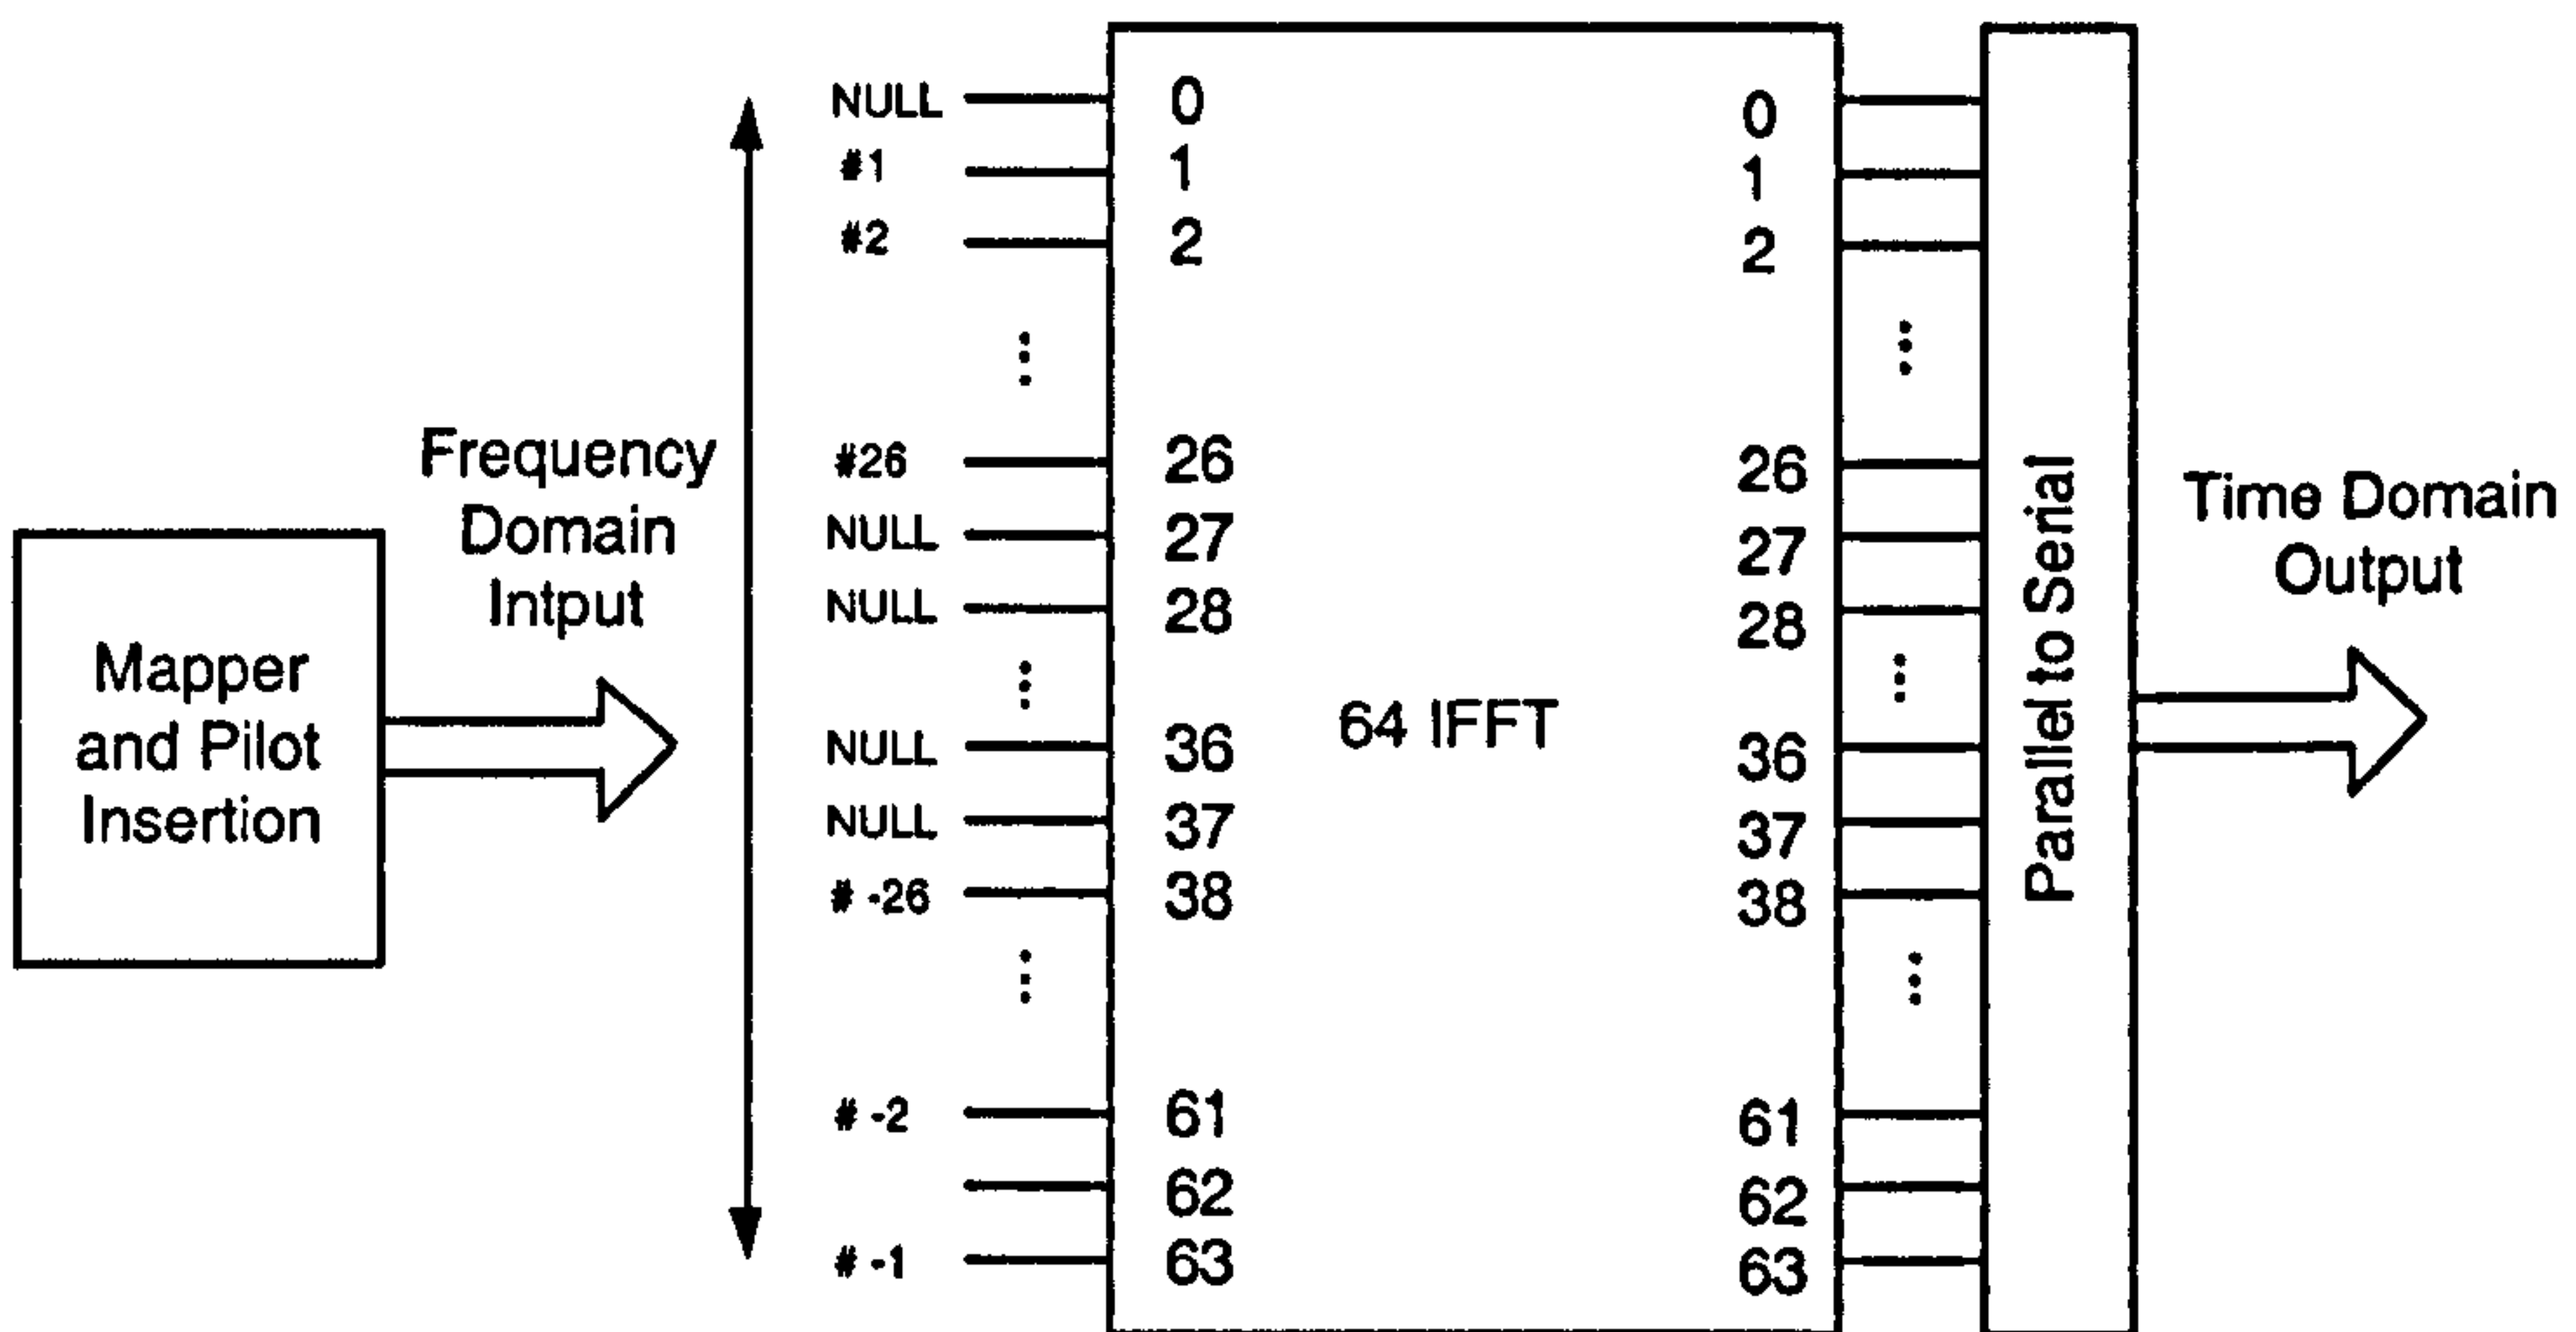 Mapper
and Pilot
Insertion
Frequency
Domain
Intput
NULL
#1
#2
#26
NULL
NULL
NULL
NULL
# -26
# -2
# -1
0
1
2
26
27
28
36
37
38
61
62
63
64 IFFT
0
1
2
26
27
28
36
37
38
61
62
63
Parallel to Serial
Time Domain
Output